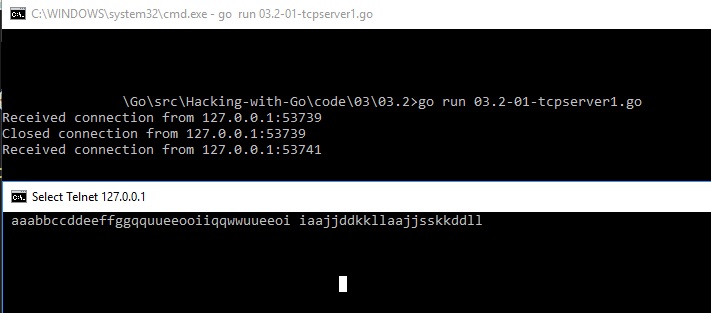 C:\WINDOWS\system32\cmd.exe - go run 03.2-01-tcpserver1.go
\Go\src\Hacking-with-Go\code\03\03.2>go run 03.2-01-tcpserver1.go
Received connection from 127.0.0.1:53739
Closed connection from 127.0.0.1:53739
Received connection from 127.0.0.1:53741
Select Telnet 127.0.0.1
aaabbccddeeffggqquueeooiiqqwwuueeoi iaajjddkkllaajjsskkddll